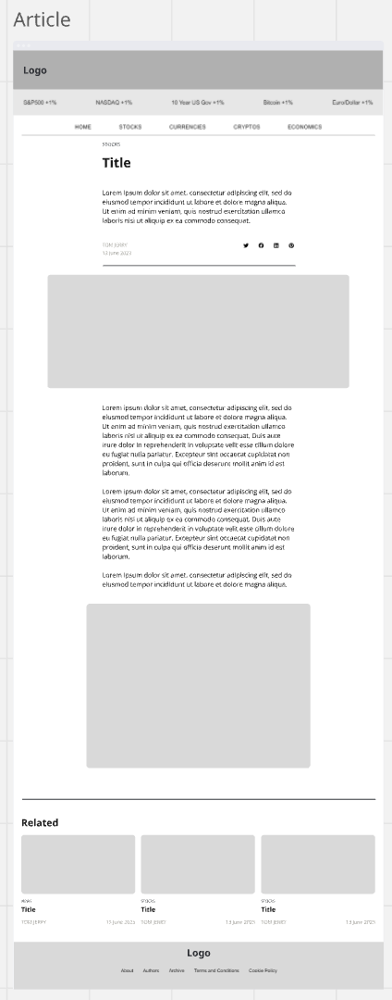 Article
Logo
S&P500 +1% NASDAQ +1% 10 Year US Gov +1% Bitcoin +1% Euro/Dollar +1%
HOME STOCKS CURRENCIES CRYPTOS ECONOMICS
STOCKS
Title
Lorem ipsum dolor sit amet, consectetur adipiscing elit, sed do
eiusmod tempor incididunt ut labore et dolore magna aliqua.
Ut enim ad minim veniam, quis nostrud exercitation ullamco
laboris nisi ut aliquip ex ea commodo consequat.
TOM JERRY
13 June 2023
Lorem ipsum dolor sit amet, consectetur adipiscing elit, sed do
eiusmod tempor incididunt ut labore et dolore magna aliqua.
Ut enim ad minim veniam, quis nostrud exercitation ullamco
laboris nisi ut aliquip ex ea commodo consequat. Duis aute
irure dolor in reprehenderit in voluptate velit esse cillum dolore
eu fugiat nulla pariatur. Excepteur sint occaecat cupidatat non
proident, sunt in culpa qui officia deserunt mollit anim id est
laborum.
Lorem ipsum dolor sit amet, consectetur adipiscing elit, sed do
eiusmod tempor incididunt ut labore et dolore magna aliqua.
Ut enim ad minim veniam, quis nostrud exercitation ullamco
laboris nisi ut aliquip ex ea commodo consequat. Duis aute
irure dolor in reprehenderit in voluptate velit esse cillum dolore
eu fugiat nulla pariatur. Excepteur sint occaecat cupidatat non
proident, sunt in culpa qui officia deserunt mollit anim id est
laborum.
Lorem ipsum dolor sit amet, consectetur adipiscing elit, sed do
eiusmod tempor incididunt ut labore et dolore magna aliqua.
Related
STOCKS STOCKS
Title Title Title
TOM JERRY 13 June 2023 TOM JERRY 13 June 2023 TOM JERRY 13 June 2023
Logo
About Authors Archive Terms and Conditions Cookie Policy